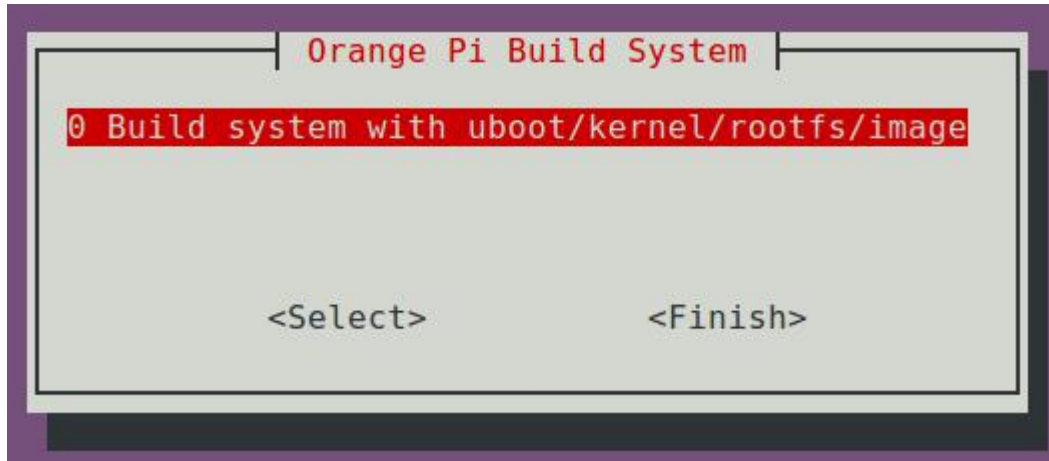 Orange Pi Build System
0 Build system with uboot/kernel/rootfs/image
<Select> <Finish>